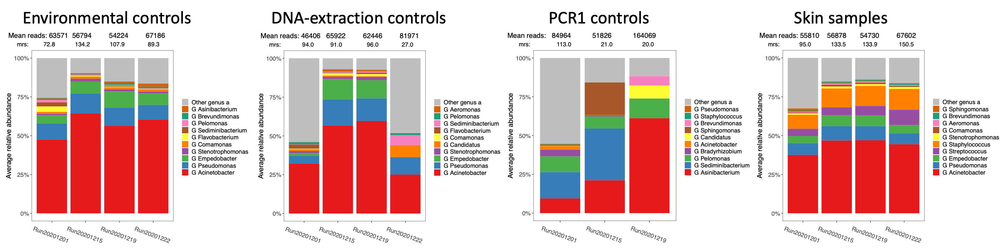 Environmental controls
Mean reads: 63571 56794 54224 67186
mrs: 72.8 134.2 107.9 89.3
Average relative abundance
100%
75%
50%
25%
0%
Run20201201
Run20201215
Run20201219
Run20201222
Other genus a
G Asinibacterium
G Brevundimonas
G Pelomonas
G Sediminibacterium
G Flavobacterium
G Comamonas
G Stenotrophomonas
G Empedobacter
G Pseudomonas
G Acinetobacter
DNA-extraction controls
Mean reads: 46406 65922 62446 81971
mrs: 94.0 91.0 96.0 27.0
Average relative abundance
100%
75%
50%
25%
0%
Run20201201
Run20201215
Run20201219
Run20201222
Other genus a
G Aeromonas
G Pelomonas
G Sediminibacterium
G Flavobacterium
G Comamonas
G Candidatus
G Stenotrophomonas
G Empedobacter
G Pseudomonas
G Acinetobacter
PCR1 controls
Mean reads: 84964 51826 164069
mrs: 113.0 21.0 20.0
Average relative abundance
100%
75%
50%
25%
0%
Run20201201
Run20201215
Run20201219
Other genus a
G Pseudomonas
G Staphylococcus
G Brevundimonas
G Sphingomonas
G Candidatus
G Acinetobacter
G Bradyrhizobium
G Pelomonas
G Sediminibacterium
G Asinibacterium
Skin samples
Mean reads: 55810 56878 54730 67602
mrs: 95.0 133.5 133.9 150.5
Average relative abundance
100%
75%
50%
25%
0%
Run20201201
Run20201215
Run20201219
Run20201222
Other genus a
G Sphingomonas
G Brevundimonas
G Aeromonas
G Comamonas
G Stenotrophomonas
G Staphylococcus
G Streptococcus
G Empedobacter
G Pseudomonas
G Acinetobacter